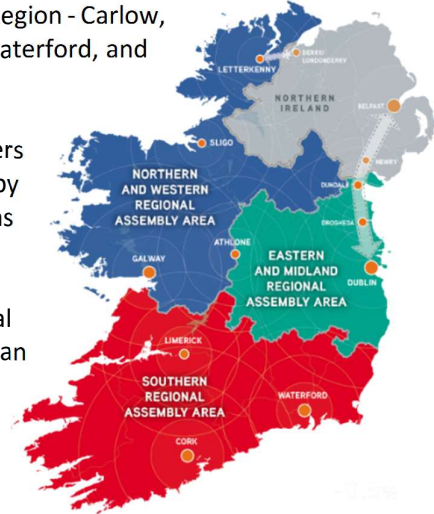 egion - Carlow,
aterford, and
ers
by
ns
al
an
LETTERKENNY
DERRY/
LONDONDERRY
NORTHERN
IRELAND
BELFAST
SLIGO
NEWRY
DUNDALK
NORTHERN
AND WESTERN
REGIONAL
ASSEMBLY AREA
DROGHEDA
ATHLONE
GALWAY
EASTERN
AND MIDLAND
REGIONAL
ASSEMBLY AREA
DUBLIN
LIMERICK
SOUTHERN
REGIONAL
ASSEMBLY AREA
WATERFORD
CORK